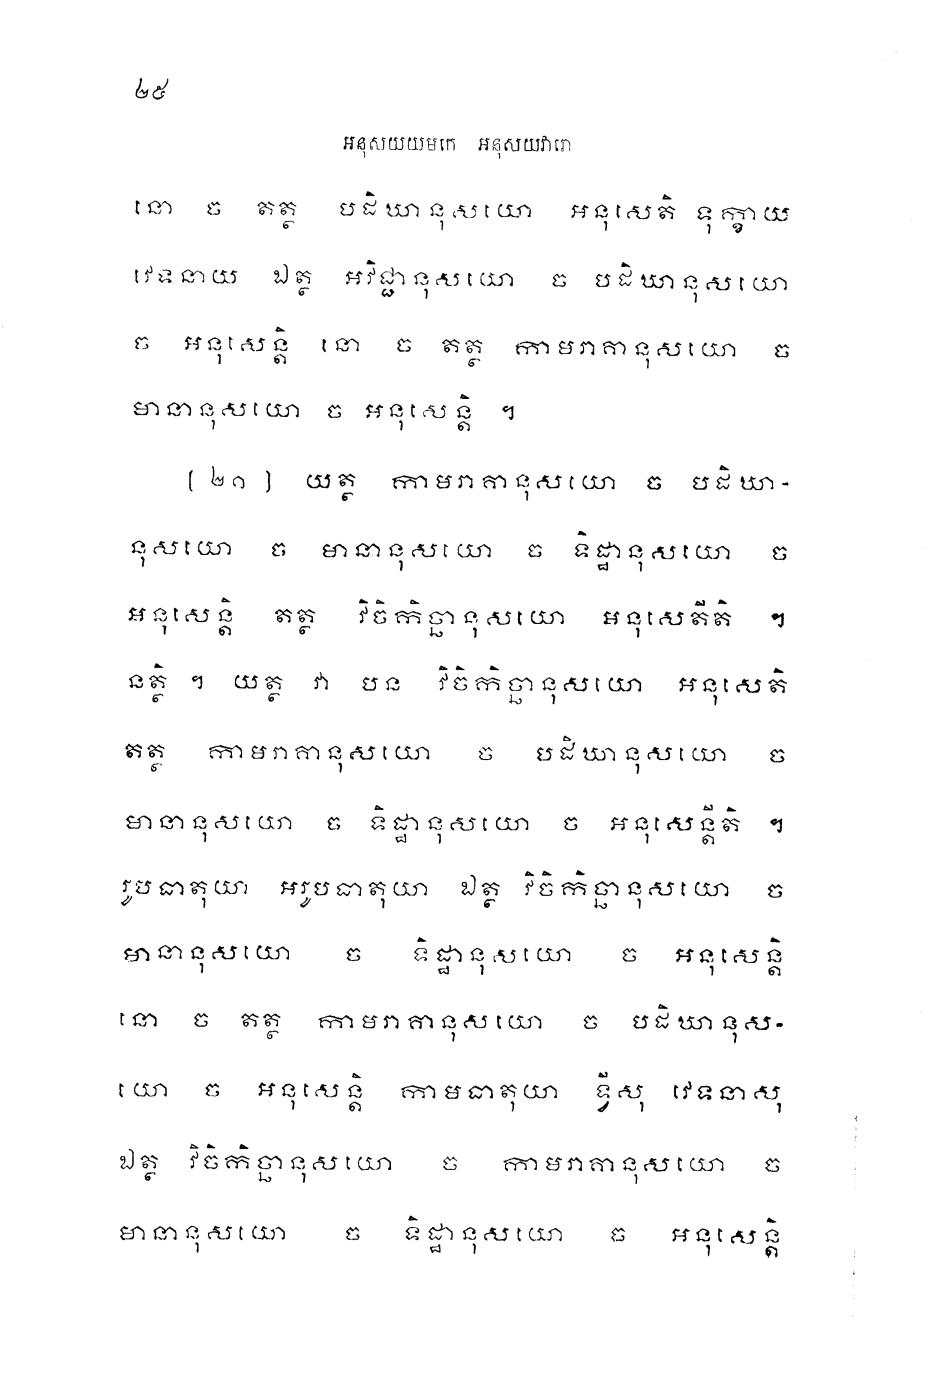 ២៥
អនុសយយមកេ អនុសយវារោ
នោ ច តត្ថ បដិឃានុសយោ អនុសេតិ ទុក្ខាយ
វេទនាយ ឯត្ថ អវិជ្ជានុសយោ ច បដិឃានុសយោ
ច អនុសេន្តិ នោ ច តត្ថ កាមរាគានុសយោ ច
មានានុសយោ ច អនុសេន្តិ ។
[២១] យត្ថ កាមរាគានុសយោ ច បដិឃា-
នុសយោ ច មានានុសយោ ច ទិដ្ឋានុសយោ ច
អនុសេន្តិ តត្ថ វិចិកិច្ឆានុសយោ អនុសេតីតិ ។
នត្ថិ ។ យត្ថ វា បន វិចិកិច្ឆានុសយោ អនុសេតិ
តត្ថ កាមរាគានុសយោ ច បដិឃានុសយោ ច
មានានុសយោ ច ទិដ្ឋានុសយោ ច អនុសេន្តីតិ ។
រូបធាតុយា អរូបធាតុយា ឯត្ថ វិចិកិច្ឆានុសយោ ច
មានានុសយោ ច ទិដ្ឋានុសយោ ច អនុសេន្តិ
នោ ច តត្ថ កាមរាគានុសយោ ច បដិឃានុស-
យោ ច អនុសេន្តិ កាមធាតុយា ទ្វីសុ វេទនាសុ
ឯត្ថ វិចិកិច្ឆានុសយោ ច កាមរាគានុសយោ ច
មានានុសយោ ច ទិដ្ឋានុសយោ ច អនុសេន្តិ